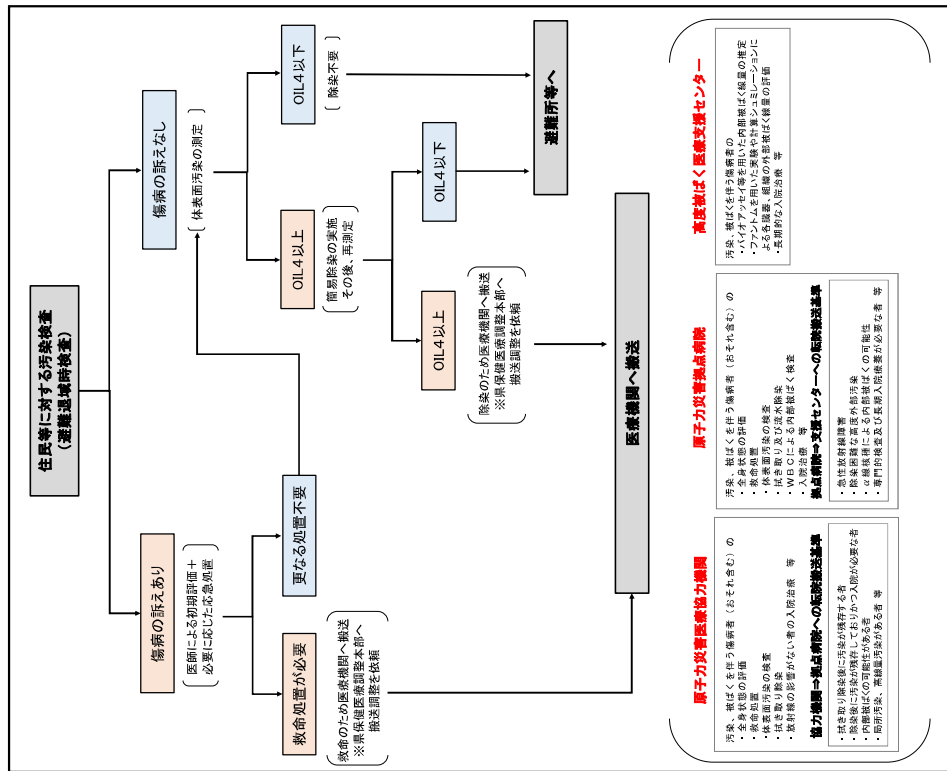 住民等に対する汚染検査
(避難退域時検査)
傷病の訴えあり
医師による初期評価+
必要に応じた応急処置
救命処置が必要
救命のため医療機関へ搬送
※県保健医療調整本部へ
搬送調整を依頼
更なる処置不要
傷病の訴えなし
体表面汚染の測定
OIL4以上
簡易除染の実施
その後、再測定
OIL4以下
除染不要
OIL4以上
除染のため医療機関へ搬送
※県保健医療調整本部へ
搬送調整を依頼
OIL4以下
避難所等へ
医療機関へ搬送
原子力災害医療協力機関
汚染、被ばくを伴う傷病者(おそれ含む)の
・全身状態の評価
・救命処置
・体表面汚染の検査
・拭き取り除染
・放射線の影響がない者の入院治療 等
協力機関⇒拠点病院への転院搬送基準
・拭き取り除染後に汚染が残存する者
・除染後に汚染が残存しておりかつ入院が必要な者
・内部被ばくの可能性がある者
・局所汚染、高線量汚染がある者 等
原子力災害拠点病院
汚染、被ばくを伴う傷病者(おそれ含む)の
・全身状態の評価
・救命処置
・体表面汚染の検査
・拭き取り及び流水除染
・WBCによる内部被ばく検査
・入院治療 等
拠点病院⇒支援センターへの転院搬送基準
・急性放射線障害
・除染困難な高度外部汚染
・α線核種による内部被ばくの可能性
・専門的検査及び長期入院療養が必要な者 等
高度被ばく医療支援センター
汚染、被ばくを伴う傷病者の
・バイオアッセイ等を用いた内部被ばく線量の推定
・ファントムを用いた実験や計算シュミレーションに
よる各臓器、組織の外部被ばく線量の評価
・長期的な入院治療 等